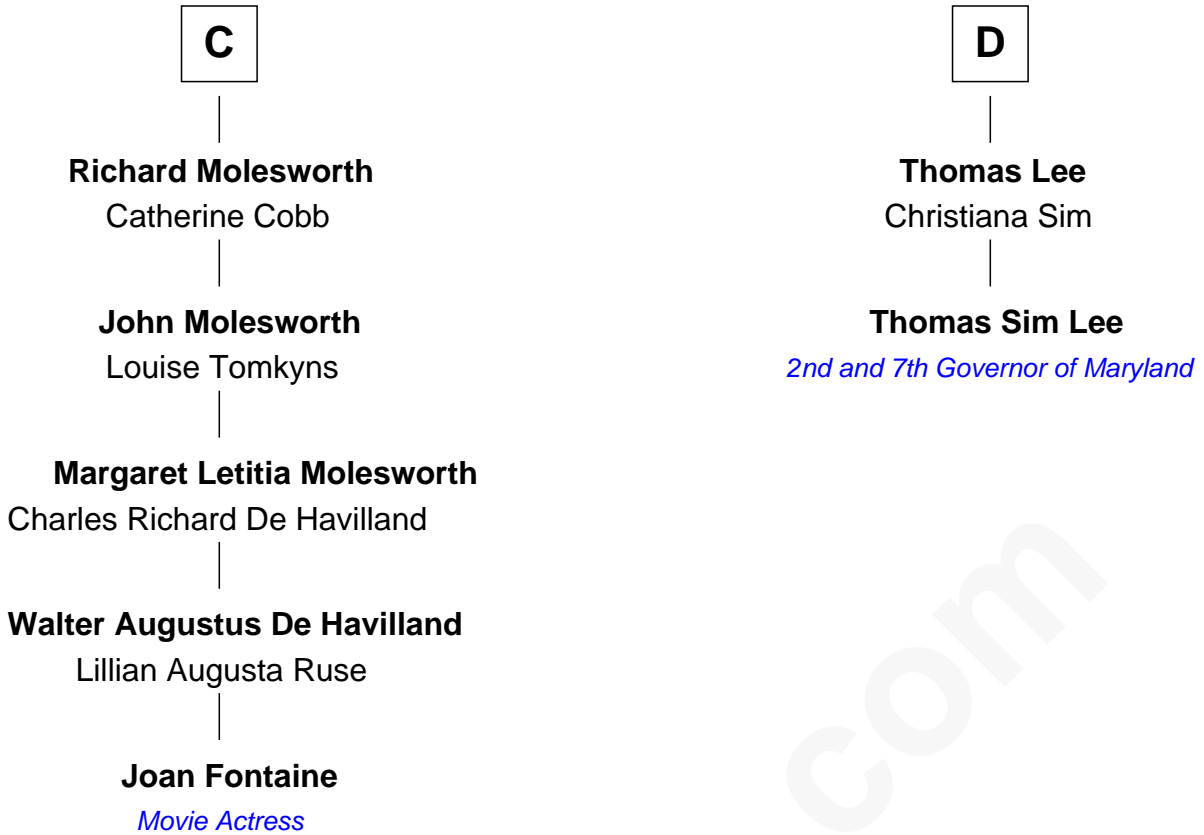 C
Richard Molesworth
Catherine Cobb
John Molesworth
Louise Tomkyns
Margaret Letitia Molesworth
Charles Richard De Havilland
Walter Augustus De Havilland
Lillian Augusta Ruse
Joan Fontaine
Movie Actress
D
Thomas Lee
Christiana Sim
Thomas Sim Lee
2nd and 7th Governor of Maryland
com